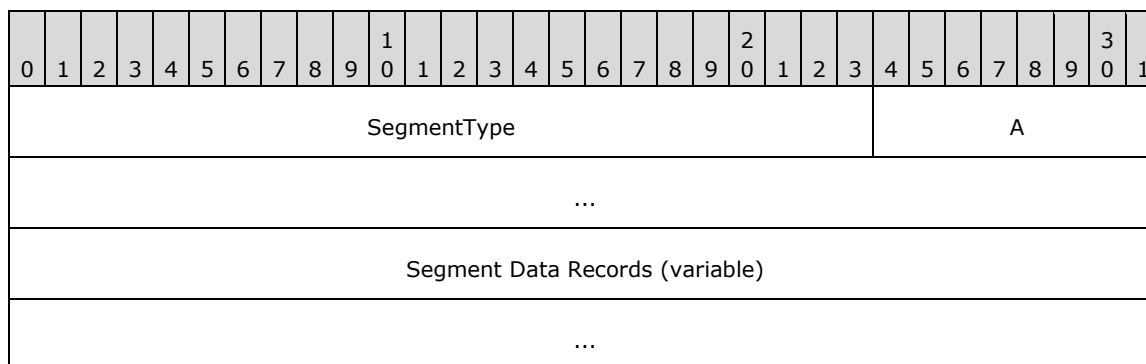 1 2 3
0 1 2 3 4 5 6 7 8 9 0 1 2 3 4 5 6 7 8 9 0 1 2 3 4 5 6 7 8 9 0 1
SegmentType A
...
Segment Data Records (variable)
...